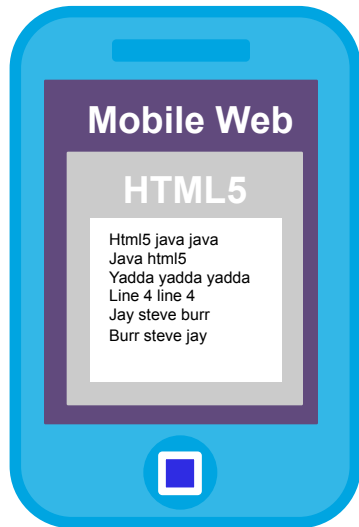 Mobile Web
HTML5
Html5 java java
Java html5
Yadda yadda yadda
Line 4 line 4
Jay steve burr
Burr steve jay